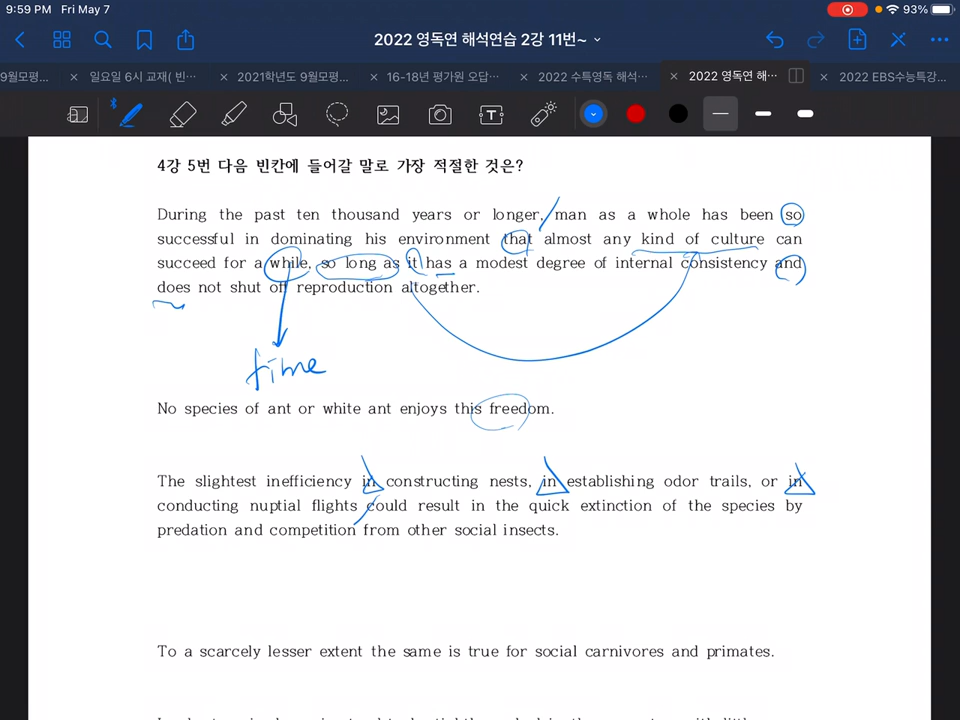 9:59 PM Fri May 7
93%
2022 영독연 해석연습 2강 11번~
9월모평...
일요일 6시 교재( 빈...
2021학년도 9월모평...
16-18년 평가원 오답...
2022 수특영독 해석...
2022 영독연 해...
2022 EBS수능특강...
4강 5번 다음 빈칸에 들어갈 말로 가장 적절한 것은?
During the past ten thousand years or longer, man as a whole has been so
successful in dominating his environment that almost any kind of culture can
succeed for a while, so long as it has a modest degree of internal consistency and
does not shut off reproduction altogether.
time
No species of ant or white ant enjoys this freedom.
The slightest inefficiency in constructing nests, in establishing odor trails, or in
conducting nuptial flights could result in the quick extinction of the species by
predation and competition from other social insects.
To a scarcely lesser extent the same is true for social carnivores and primates.